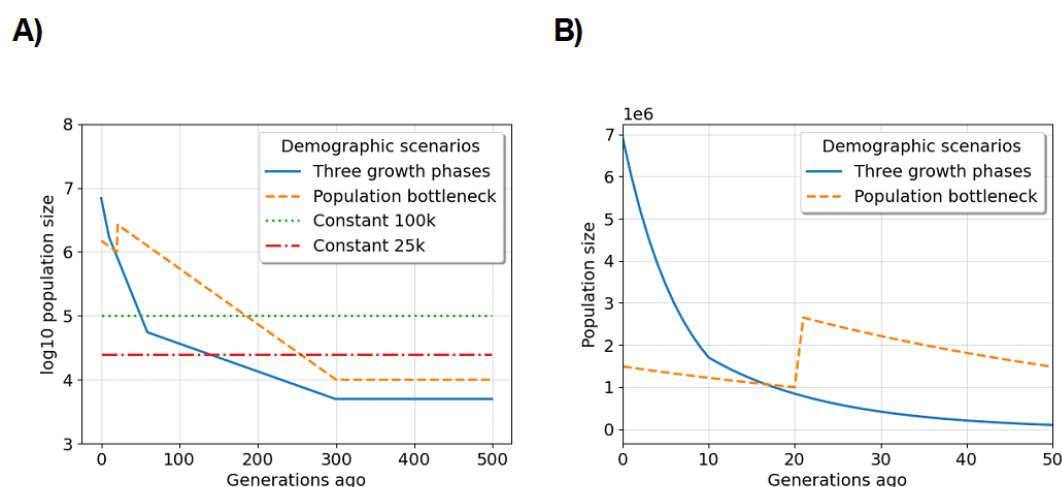 A)
B)
8
7
6
5
4
3
log10 population size
0
100
200
300
400
500
Generations ago
Demographic scenarios
Three growth phases
Population bottleneck
Constant 100k
Constant 25k
1e6
7
6
5
4
3
2
1
0
Population size
0
10
20
30
40
50
Generations ago
Demographic scenarios
Three growth phases
Population bottleneck